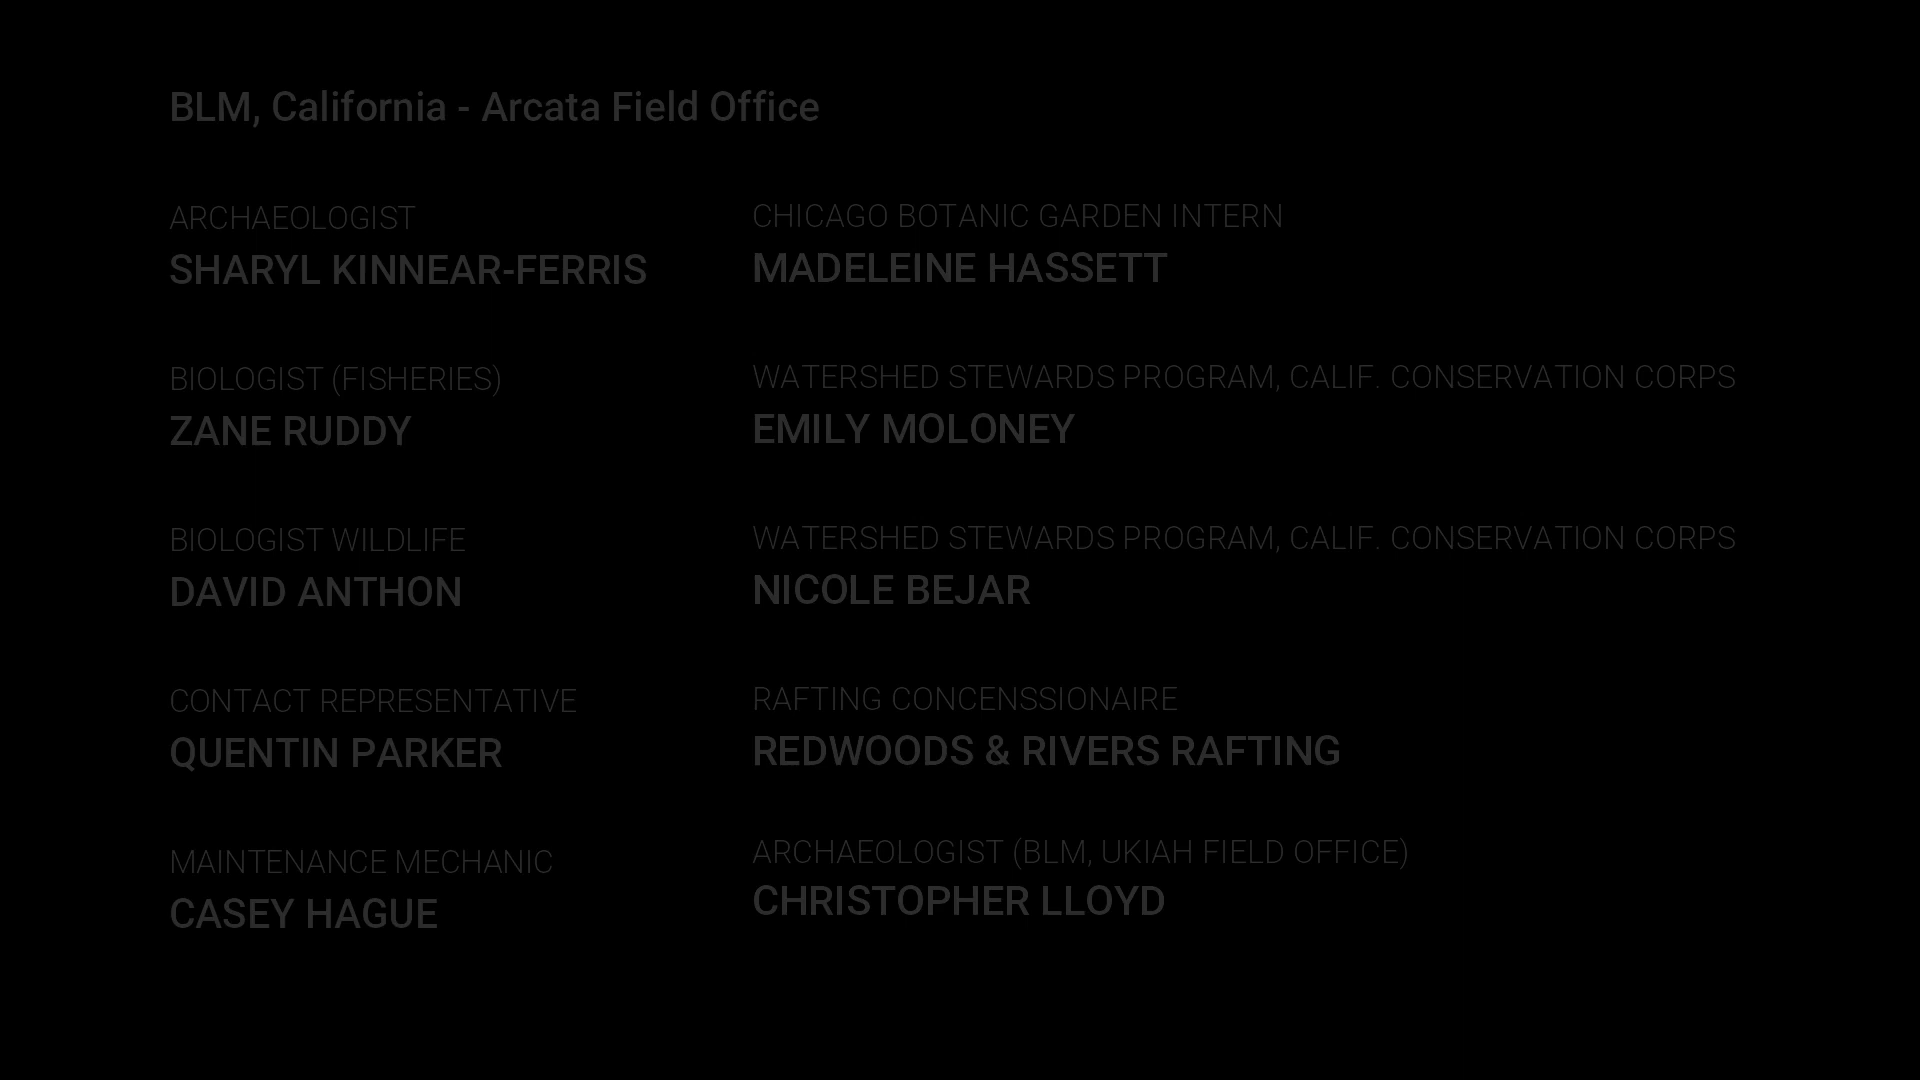 BLM, California - Arcata Field Office
ARCHAEOLOGIST
SHARYL KINNEAR-FERRIS
BIOLOGIST (FISHERIES)
ZANE RUDDY
BIOLOGIST WILDLIFE
DAVID ANTHON
CONTACT REPRESENTATIVE
QUENTIN PARKER
MAINTENANCE MECHANIC
CASEY HAGUE
CHICAGO BOTANIC GARDEN INTERN
MADELEINE HASSETT
WATERSHED STEWARDS PROGRAM, CALIF. CONSERVATION CORPS
EMILY MOLONEY
WATERSHED STEWARDS PROGRAM, CALIF. CONSERVATION CORPS
NICOLE BEJAR
RAFTING CONCENSSIONAIRE
REDWOODS & RIVERS RAFTING
ARCHAEOLOGIST (BLM, UKIAH FIELD OFFICE)
CHRISTOPHER LLOYD